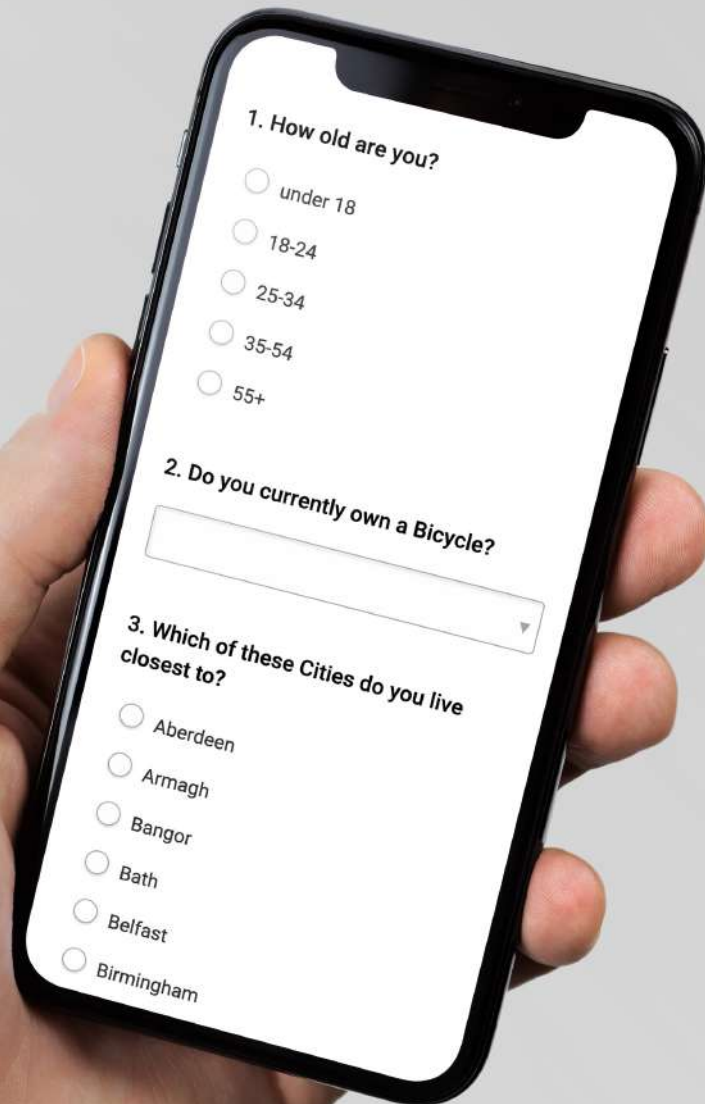 1. How old are you?
under 18
18-24
25-34
35-54
55+
2. Do you currently own a Bicycle?
3. Which of these Cities do you live
closest to?
Aberdeen
Armagh
Bangor
Bath
Belfast
Birmingham